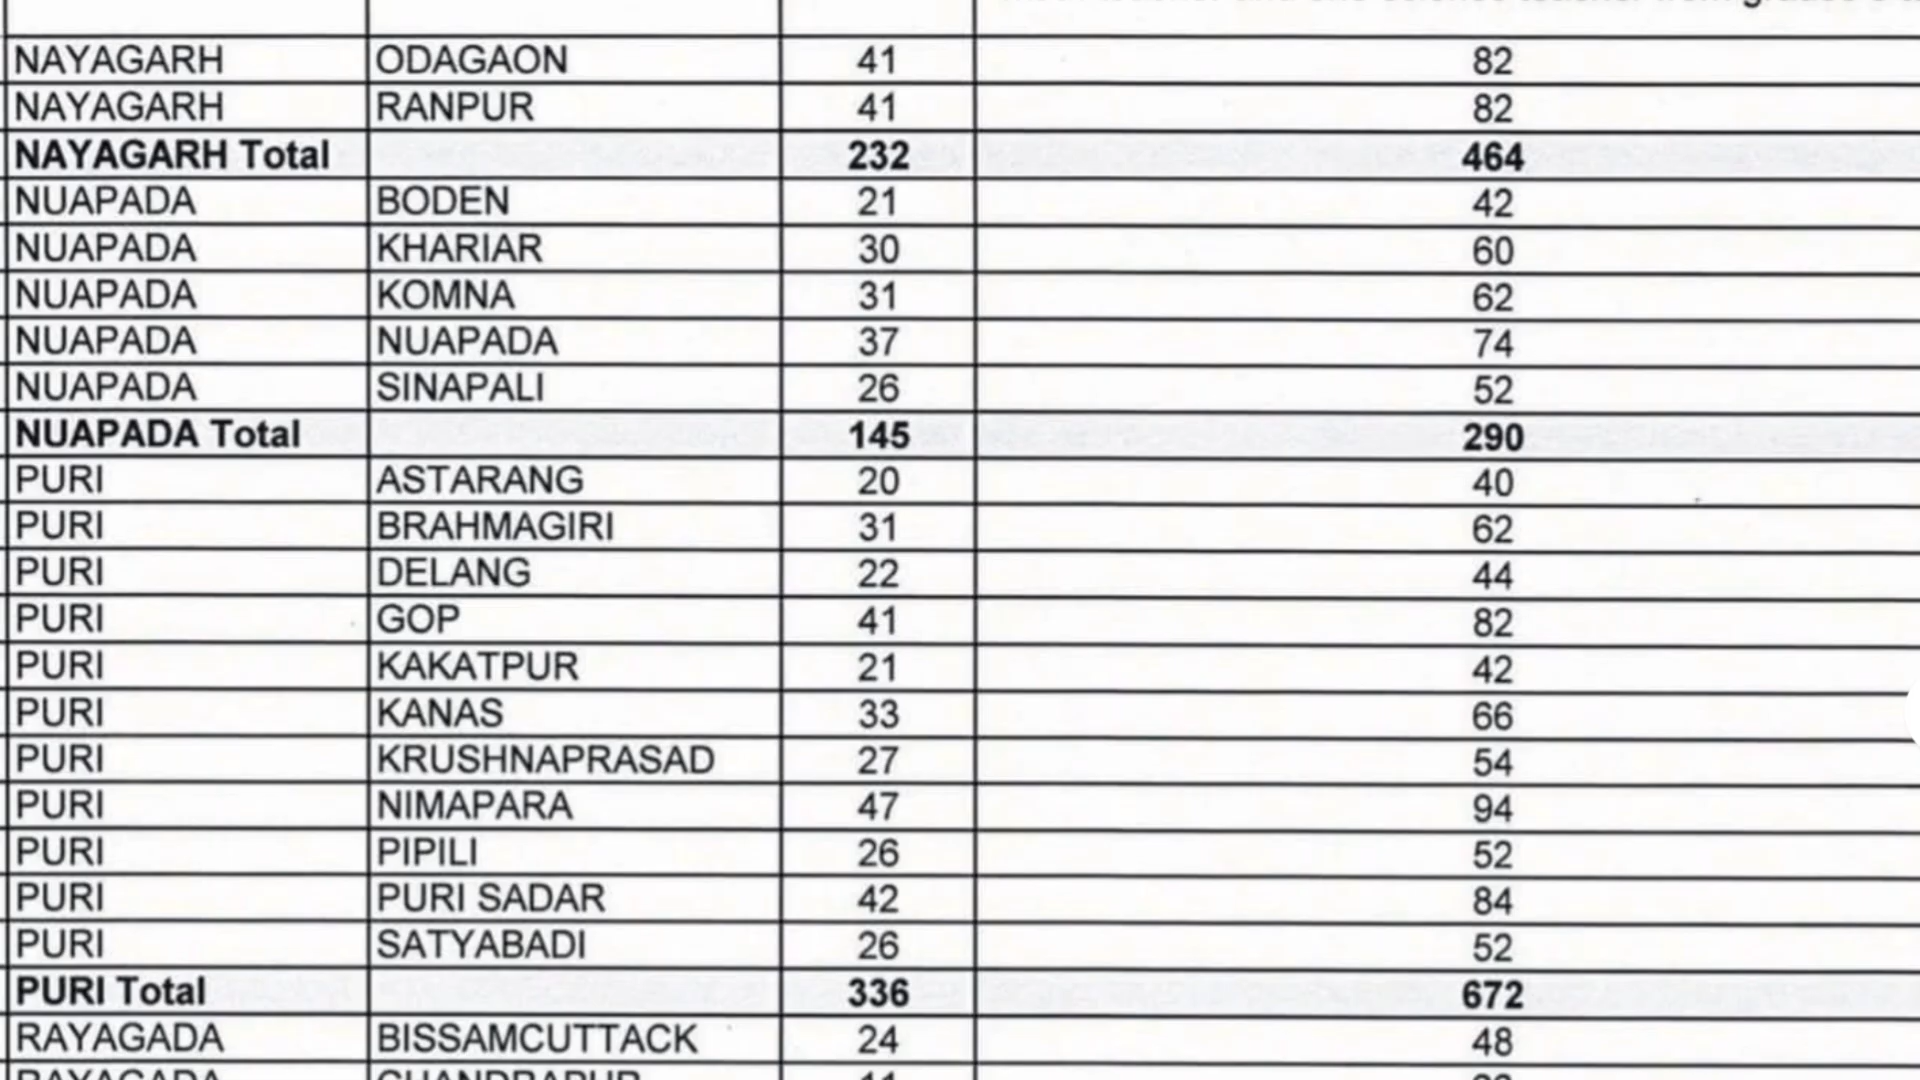 NAYAGARH ODAGAON 41 82
NAYAGARH RANPUR 41 82
NAYAGARH Total 232 464
NUAPADA BODEN 21 42
NUAPADA KHARIAR 30 60
NUAPADA KOMNA 31 62
NUAPADA NUAPADA 37 74
NUAPADA SINAPALI 26 52
NUAPADA Total 145 290
PURI ASTARANG 20 40
PURI BRAHMAGIRI 31 62
PURI DELANG 22 44
PURI GOP 41 82
PURI KAKATPUR 21 42
PURI KANAS 33 66
PURI KRUSHNAPRASAD 27 54
PURI NIMAPARA 47 94
PURI PIPILI 26 52
PURI PURI SADAR 42 84
PURI SATYABADI 26 52
PURI Total 336 672
RAYAGADA BISSAMCUTTACK 24 48
RAYAGADA CHANDRAPUR